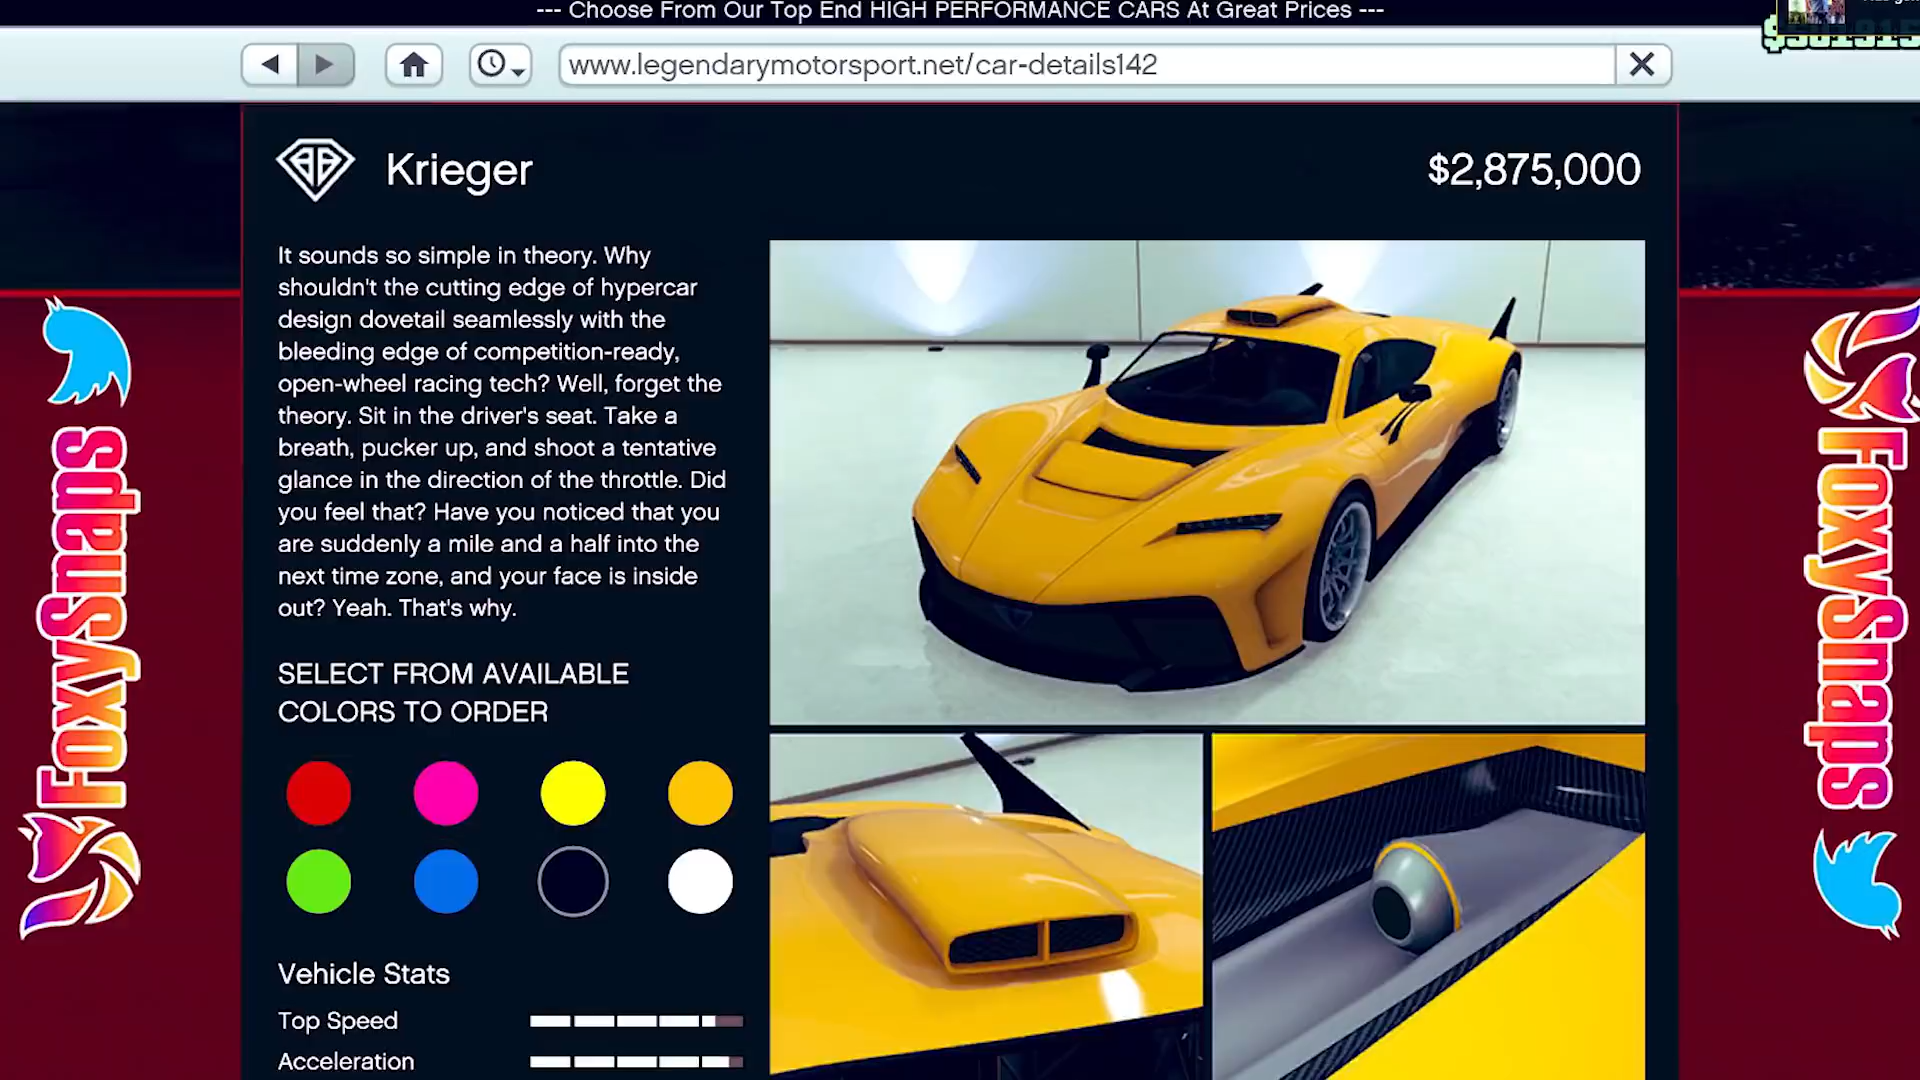 --- Choose From Our Top End HIGH PERFORMANCE CARS At Great Prices ---
www.legendarymotorsport.net/car-details142
Krieger
$2,875,000
It sounds so simple in theory. Why
shouldn't the cutting edge of hypercar
design dovetail seamlessly with the
bleeding edge of competition-ready,
open-wheel racing tech? Well, forget the
theory. Sit in the driver's seat. Take a
breath, pucker up, and shoot a tentative
glance in the direction of the throttle. Did
you feel that? Have you noticed that you
are suddenly a mile and a half into the
next time zone, and your face is inside
out? Yeah. That's why.
SELECT FROM AVAILABLE
COLORS TO ORDER
Vehicle Stats
Top Speed
Acceleration
FoxySnaps
FoxySnaps